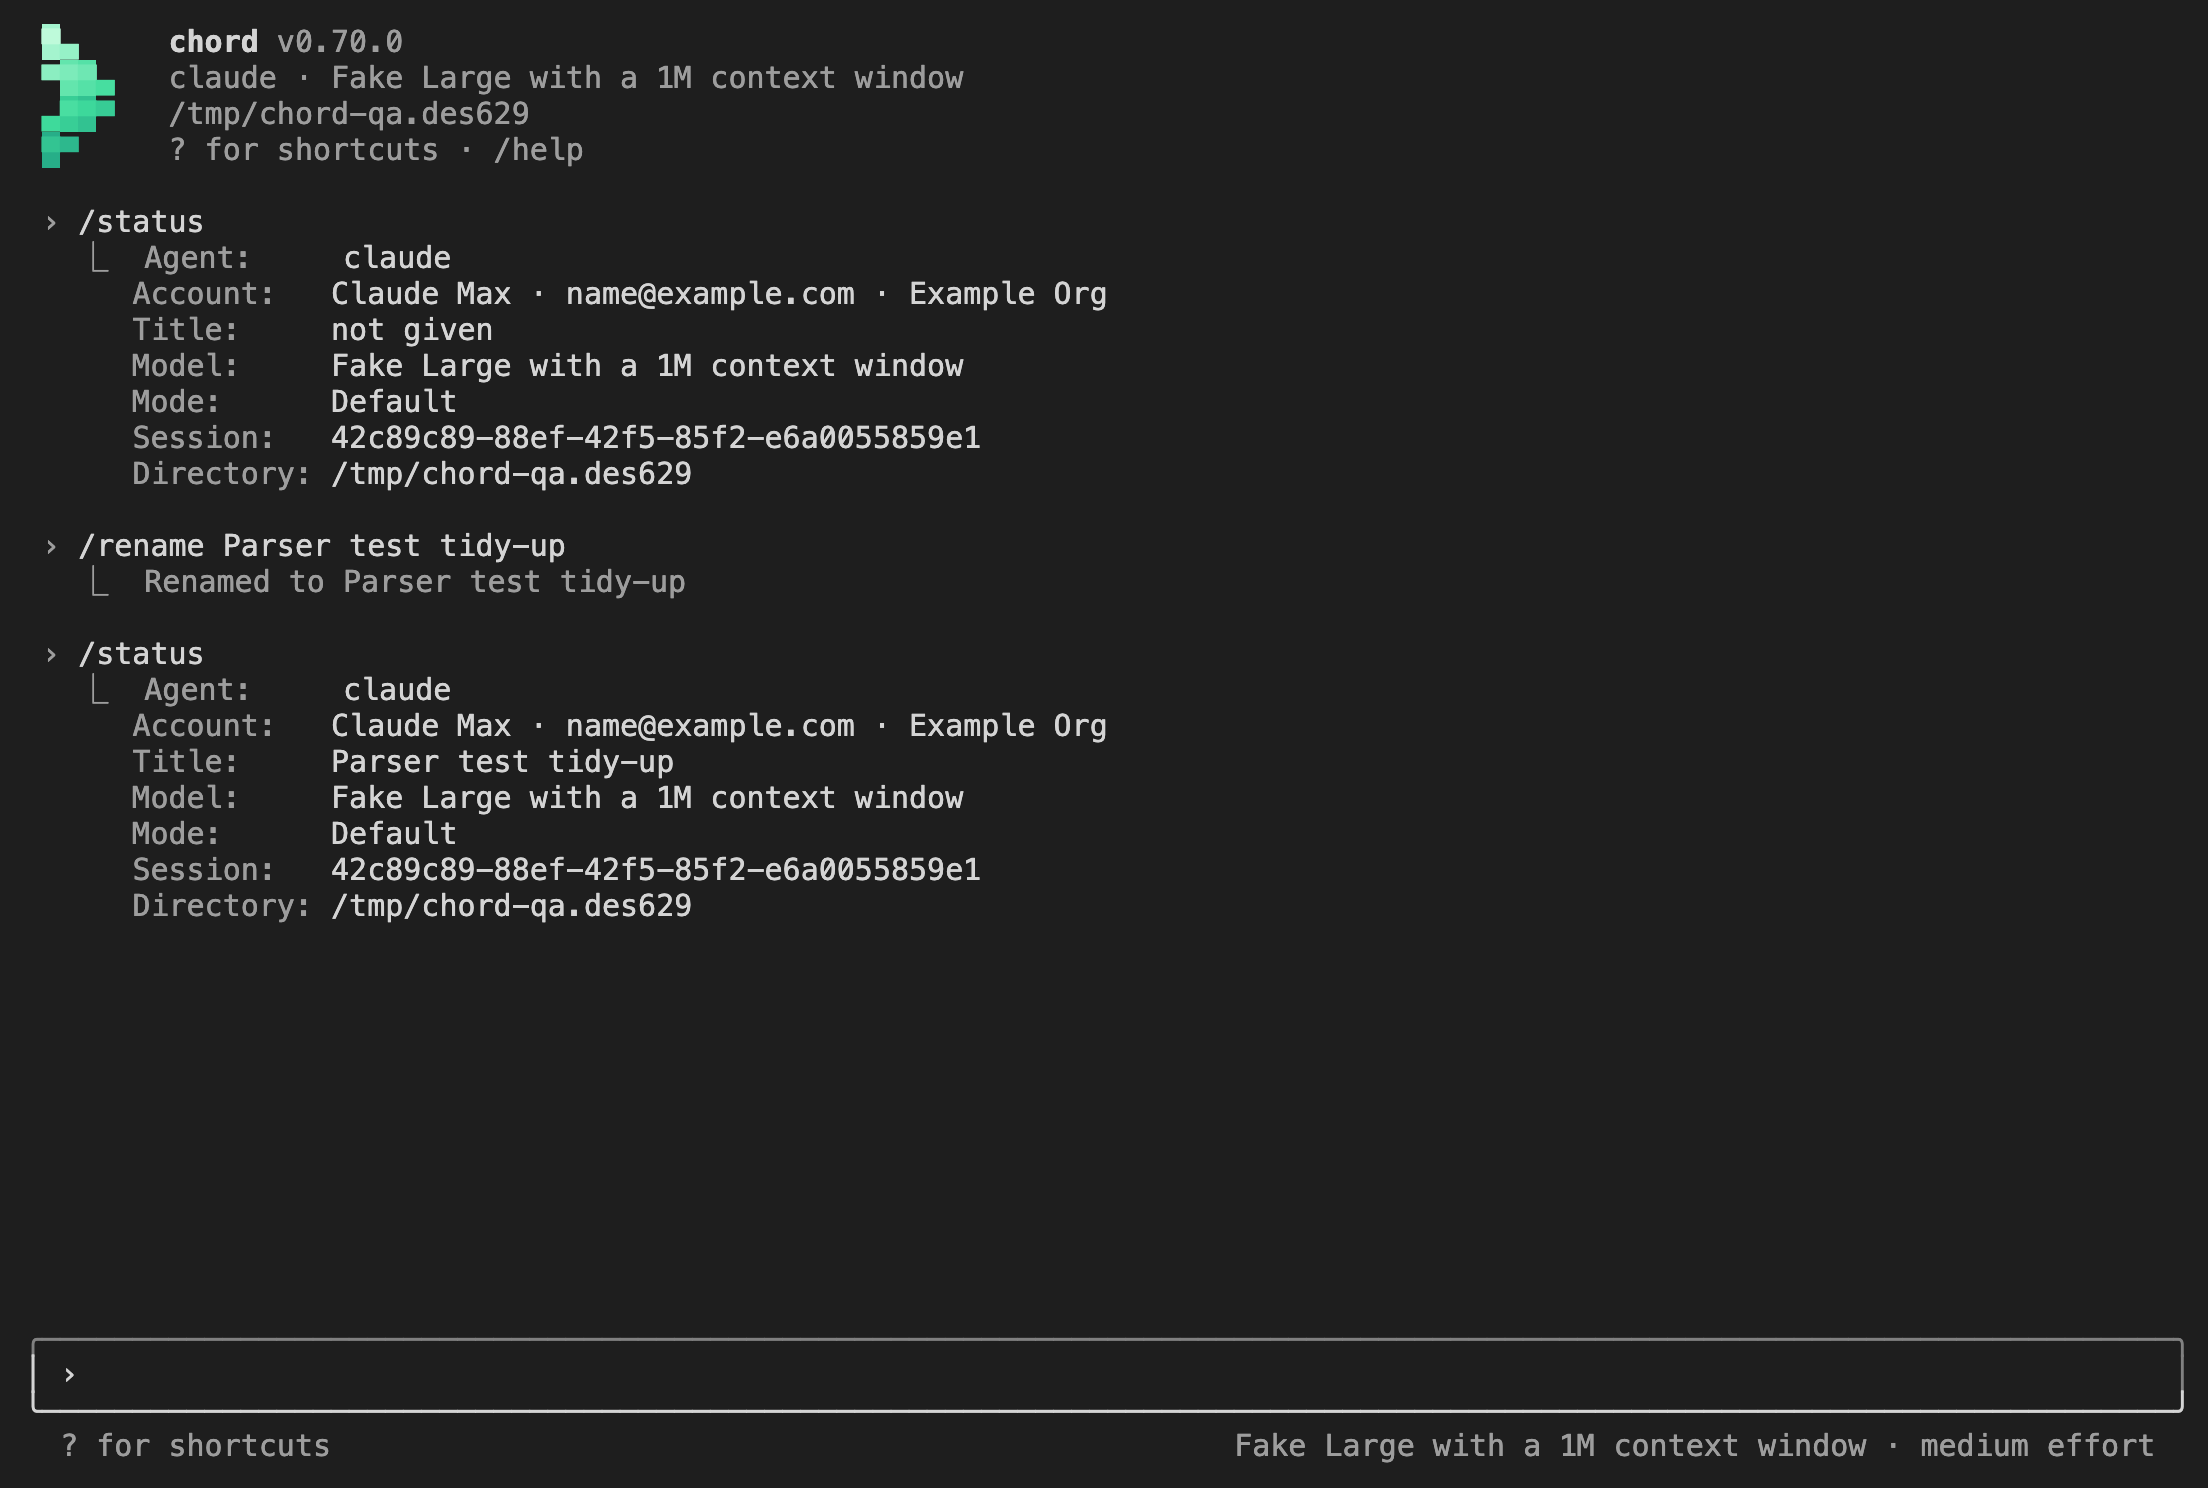 chord v0.70.0
claude · Fake Large with a 1M context window
/tmp/chord-qa.des629
? for shortcuts · /help
› /status
Agent: claude
Account: Claude Max · name@example.com · Example Org
Title: not given
Model: Fake Large with a 1M context window
Mode: Default
Session: 42c89c89-88ef-42f5-85f2-e6a0055859e1
Directory: /tmp/chord-qa.des629
› /rename Parser test tidy-up
Renamed to Parser test tidy-up
› /status
Agent: claude
Account: Claude Max · name@example.com · Example Org
Title: Parser test tidy-up
Model: Fake Large with a 1M context window
Mode: Default
Session: 42c89c89-88ef-42f5-85f2-e6a0055859e1
Directory: /tmp/chord-qa.des629
›
? for shortcuts Fake Large with a 1M context window · medium effort